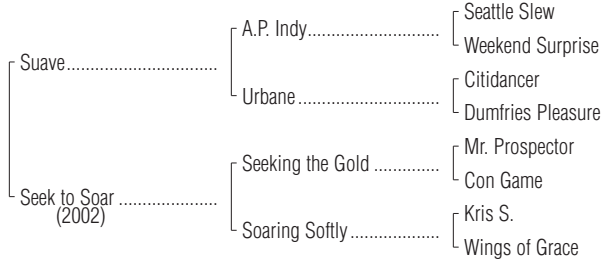 Seattle Slew
A.P. Indy
Weekend Surprise
Suave
Citidancer
Urbane
Dumfries Pleasure
Mr. Prospector
Seeking the Gold
Con Game
Seek to Soar
(2002)
Kris S.
Soaring Softly
Wings of Grace